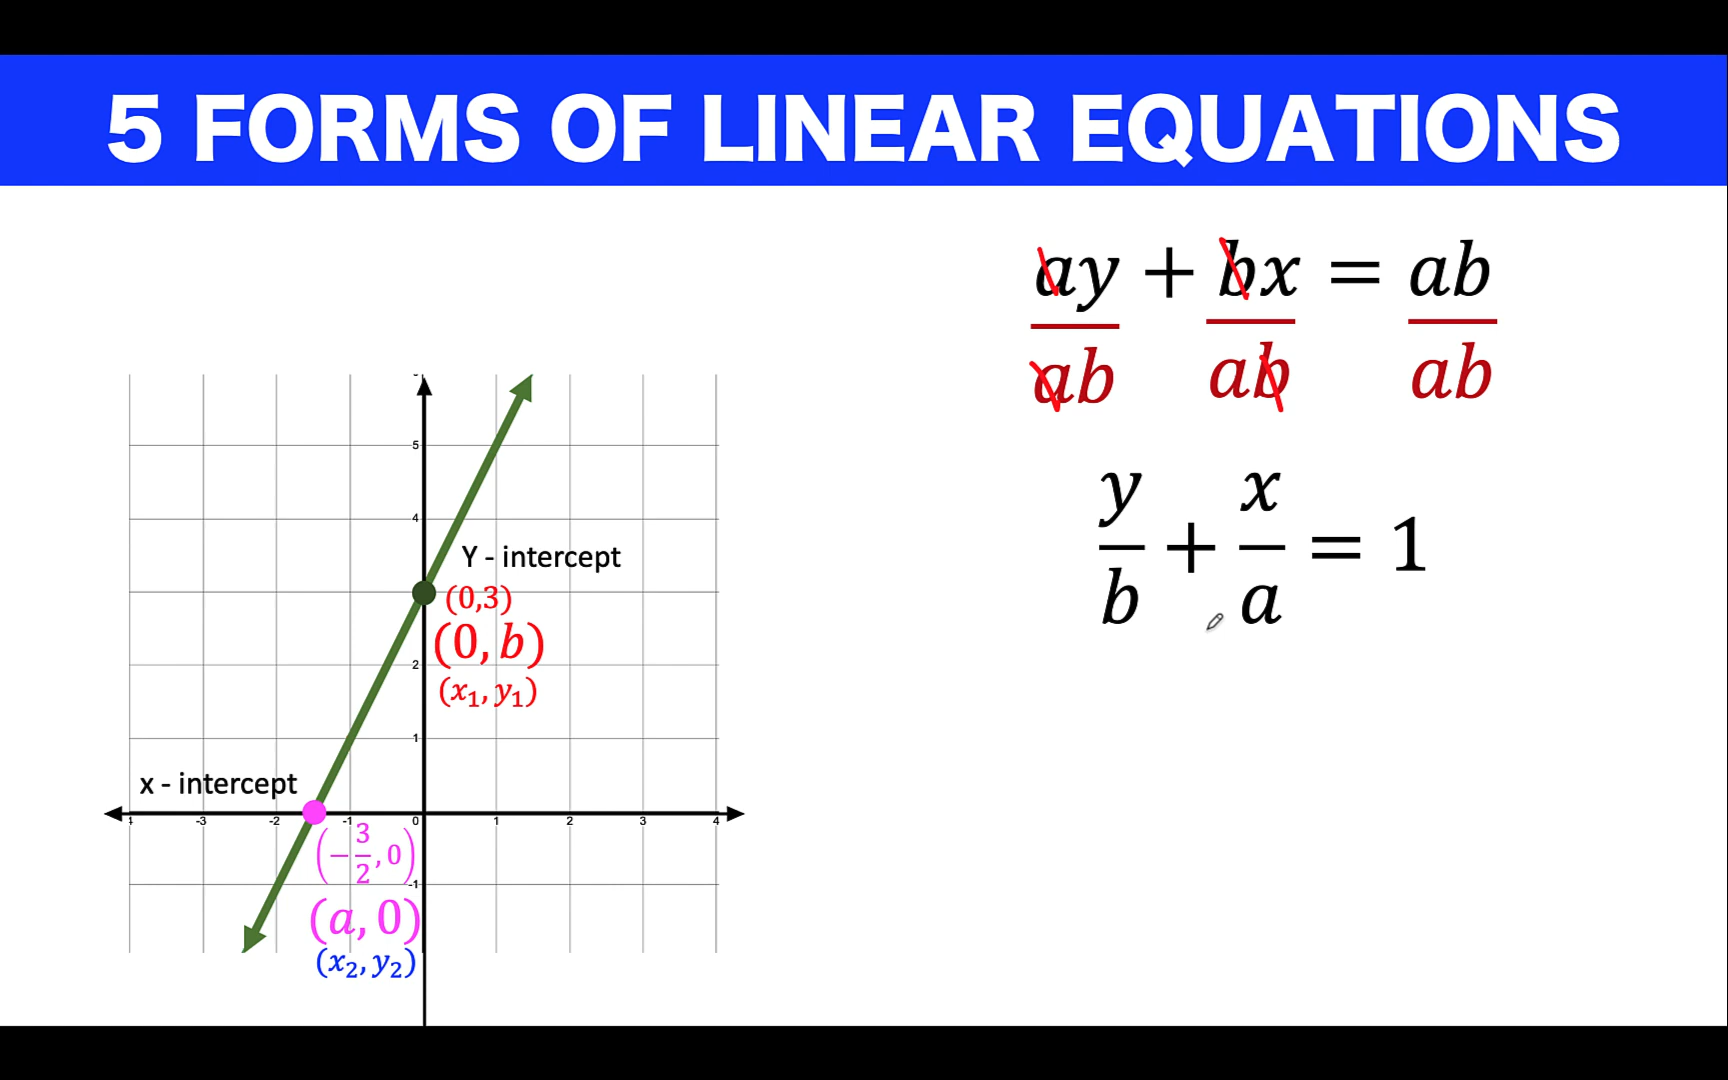 5 FORMS OF LINEAR EQUATIONS
ay + bx = ab
ab ab ab
y/b + x/a = 1
5
4
Y - intercept
(0,3)
(0, b)
2
(x₁, y₁)
1
x - intercept
-3 -2 -1 0 1 2 3 4
(-3/2, 0)
-1
(a, 0)
(x₂, y₂)